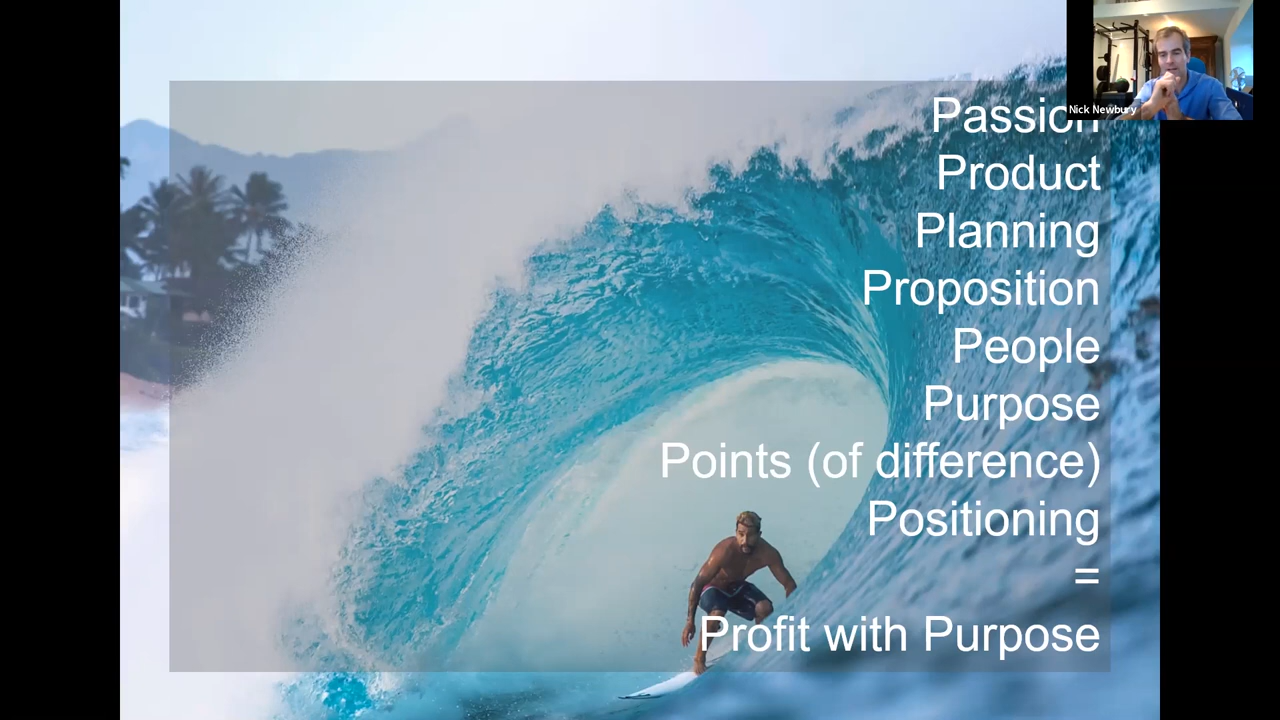 Nick Newbury
Passion
Product
Planning
Proposition
People
Purpose
Points (of difference)
Positioning
=
Profit with Purpose